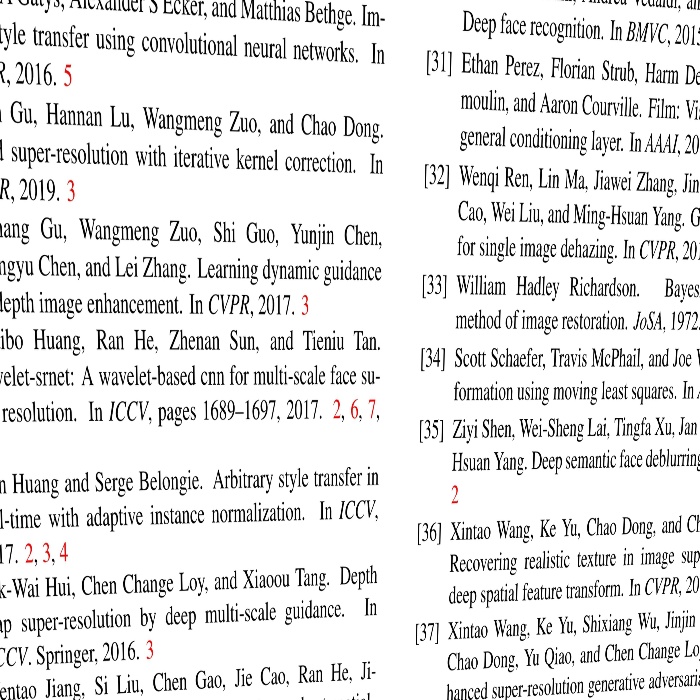 Alexander S Ecker, and Matthias Bethge. Im-
tyle transfer using convolutional neural networks. In
R, 2016. 5
Gu, Hannan Lu, Wangmeng Zuo, and Chao Dong.
super-resolution with iterative kernel correction. In
R, 2019. 3
ang Gu, Wangmeng Zuo, Shi Guo, Yunjin Chen,
ngyu Chen, and Lei Zhang. Learning dynamic guidance
depth image enhancement. In CVPR, 2017. 3
ibo Huang, Ran He, Zhenan Sun, and Tieniu Tan.
velet-srnet: A wavelet-based cnn for multi-scale face su-
resolution. In ICCV, pages 1689–1697, 2017. 2, 6, 7,
n Huang and Serge Belongie. Arbitrary style transfer in
l-time with adaptive instance normalization. In ICCV,
17. 2, 3, 4
k-Wai Hui, Chen Change Loy, and Xiaoou Tang. Depth
ap super-resolution by deep multi-scale guidance. In
CCV. Springer, 2016. 3
entao Jiang, Si Liu, Chen Gao, Jie Cao, Ran He, Ji-
Deep face recognition. In BMVC, 2015
[31] Ethan Perez, Florian Strub, Harm De
moulin, and Aaron Courville. Film: Vi
general conditioning layer. In AAAI, 20
[32] Wenqi Ren, Lin Ma, Jiawei Zhang, Jin
Cao, Wei Liu, and Ming-Hsuan Yang. G
for single image dehazing. In CVPR, 20
[33] William Hadley Richardson. Bayes
method of image restoration. JoSA, 1972
[34] Scott Schaefer, Travis McPhail, and Joe
formation using moving least squares. In
[35] Ziyi Shen, Wei-Sheng Lai, Tingfa Xu, Jan
Hsuan Yang. Deep semantic face deblurring
2
[36] Xintao Wang, Ke Yu, Chao Dong, and Ch
Recovering realistic texture in image sup
deep spatial feature transform. In CVPR, 20
[37] Xintao Wang, Ke Yu, Shixiang Wu, Jinjin
Chao Dong, Yu Qiao, and Chen Change Lo
hanced super-resolution generative adversari